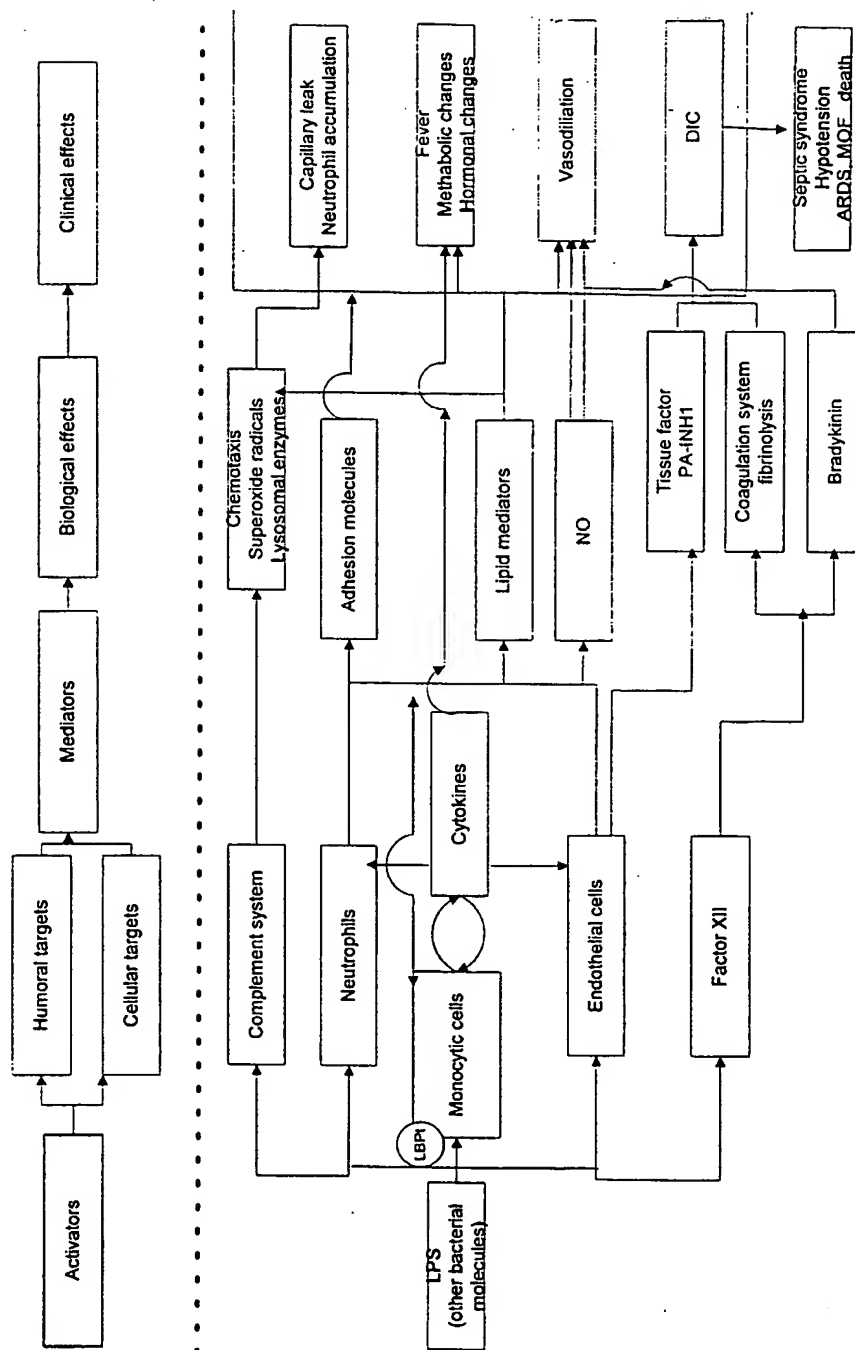 Activators
Humoral targets
Cellular targets
Mediators
Biological effects
Clinical effects
LPS
(other bacterial
molecules)
LBPt
Complement system
Neutrophils
Monocytic cells
Cytokines
Endothelial cells
Factor XII
Chemotaxis
Superoxide radicals
Lysosomal enzymes
Adhesion molecules
Lipid mediators
NO
Tissue factor
PA-INH1
Coagulation system
fibrinolysis
Bradykinin
Capillary leak
Neutrophil accumulation
Fever
Methabolic changes
Hormonal changes
Vasodiliation
DIC
Septic syndrome
Hypotension
ARDS, MOF death